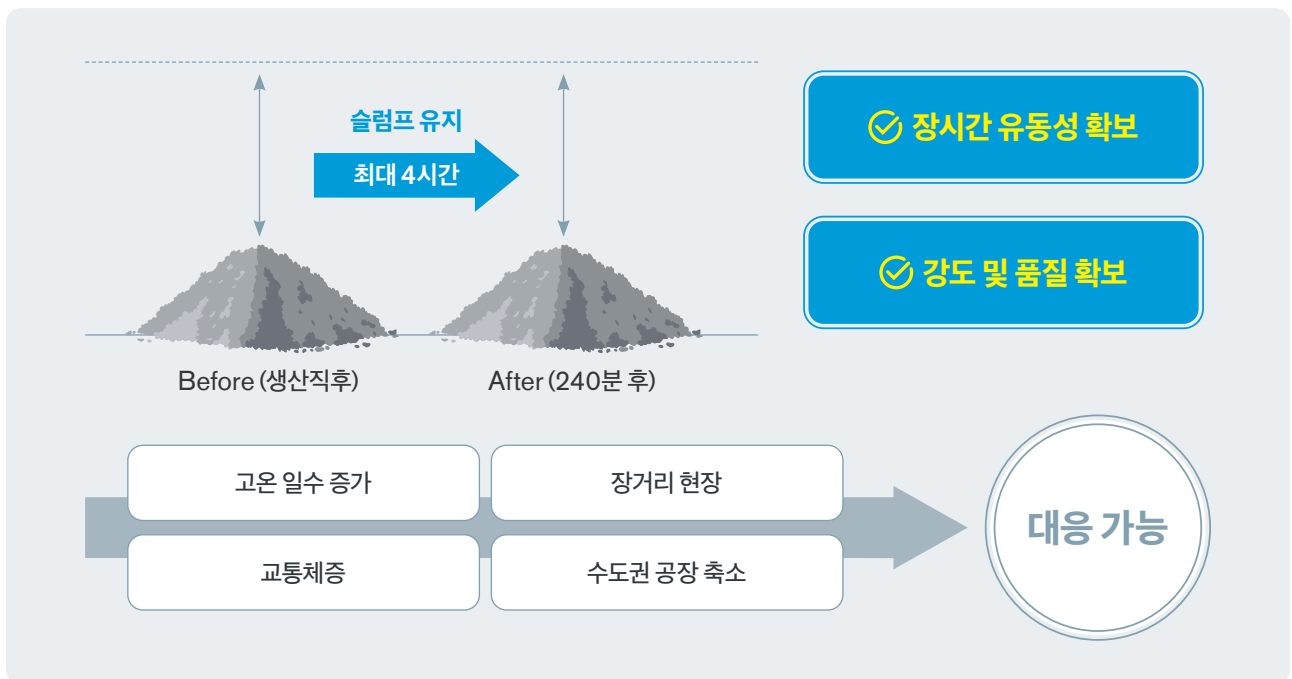 슬럼프 유지
최대 4시간
Before (생산직후)
After (240분 후)
장시간 유동성 확보
강도 및 품질 확보
고온 일수 증가
장거리 현장
교통체증
수도권 공장 축소
대응 가능